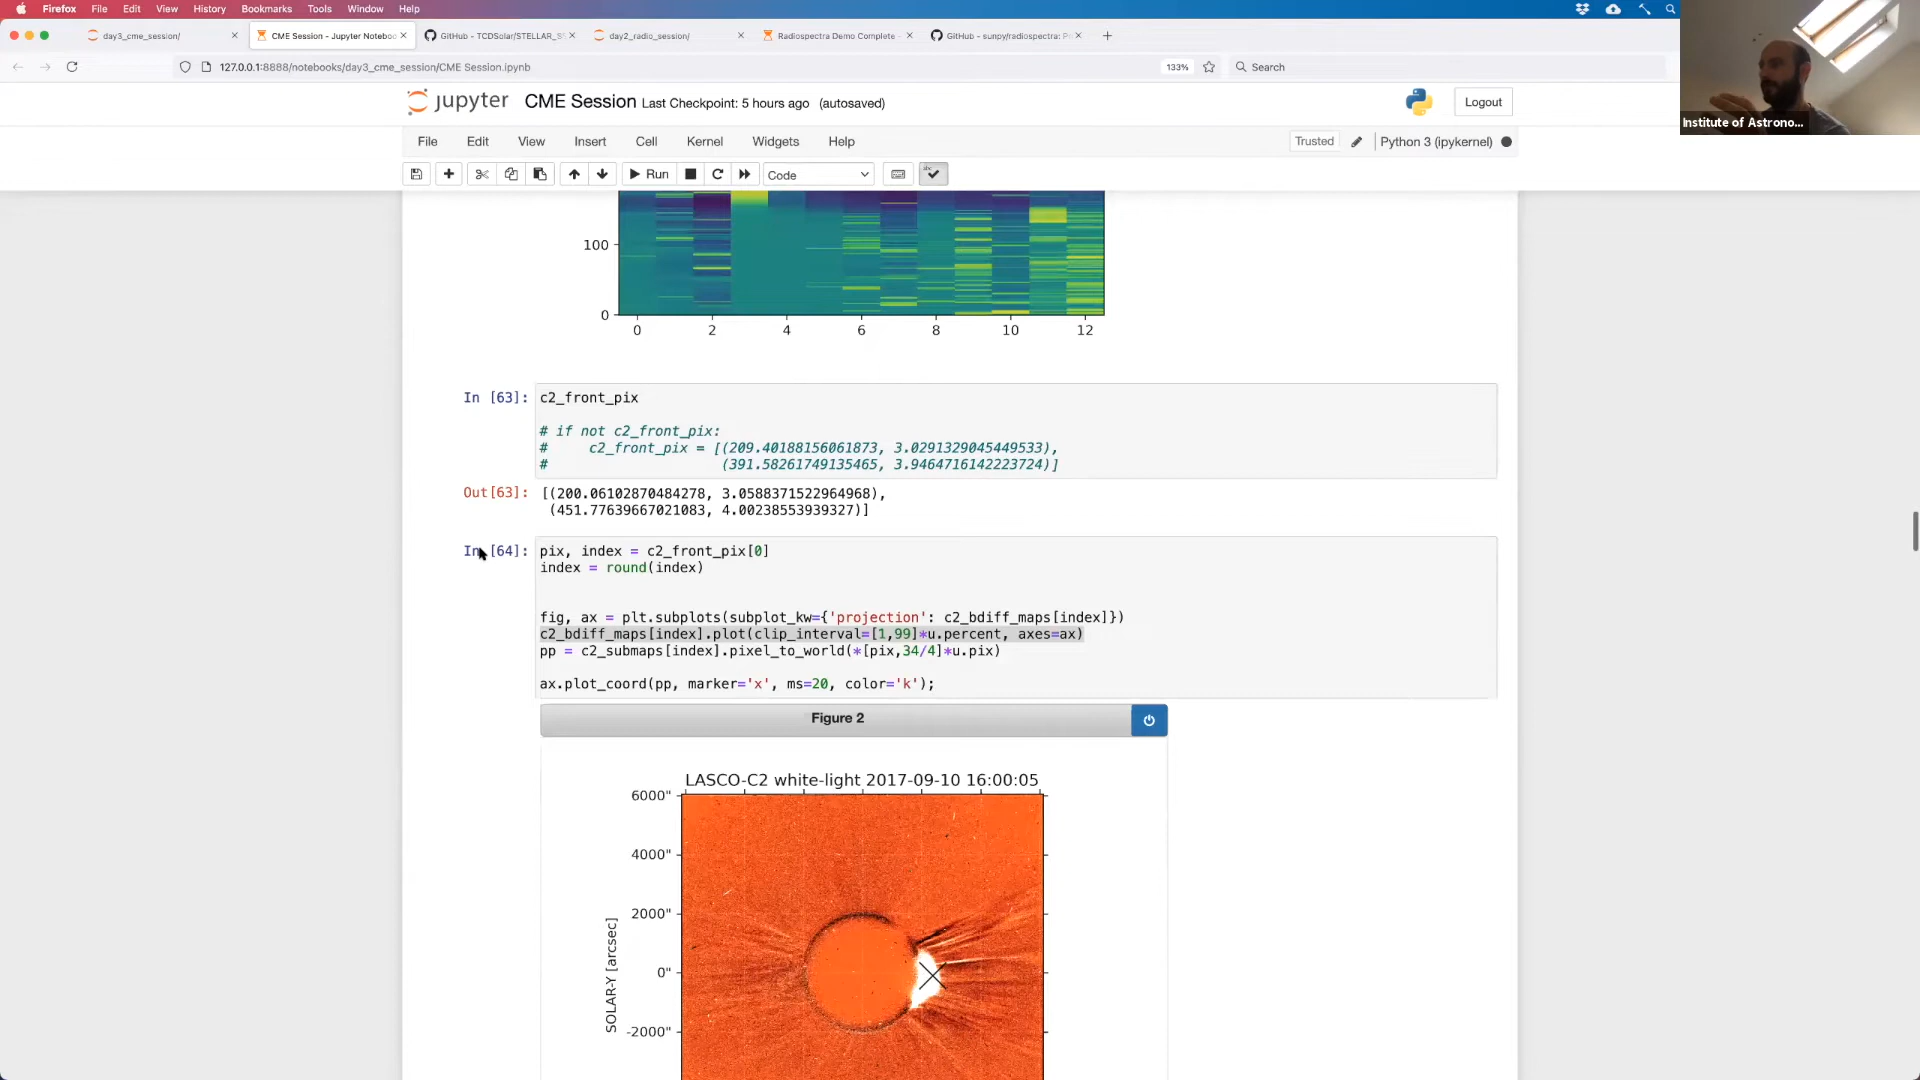 Firefox File Edit View History Bookmarks Tools Window Help
day3_cme_session/ CME Session - Jupyter Noteboo GitHub - TCDSolar/STELLAR_S day2_radio_session/ Radiospectra Demo Complete - GitHub - sunpy/radiospectra: P
127.0.0.1:8888/notebooks/day3_cme_session/CME Session.ipynb 133% Search
Institute of Astrono...
jupyter CME Session Last Checkpoint: 5 hours ago (autosaved) Logout
File Edit View Insert Cell Kernel Widgets Help Trusted Python 3 (ipykernel)
Run Code
100
0
0 2 4 6 8 10 12
In [63]: c2_front_pix
# if not c2_front_pix:
# c2_front_pix = [(209.40188156061873, 3.0291329045449533),
# (391.58261749135465, 3.9464716142223724)]
Out[63]: [(200.06102870484278, 3.0588371522964968),
(451.77639667021083, 4.00238553939327)]
In [64]: pix, index = c2_front_pix[0]
index = round(index)
fig, ax = plt.subplots(subplot_kw={'projection': c2_bdiff_maps[index]})
c2_bdiff_maps[index].plot(clip_interval=[1,99]*u.percent, axes=ax)
pp = c2_submaps[index].pixel_to_world(*[pix,34/4]*u.pix)
ax.plot_coord(pp, marker='x', ms=20, color='k');
Figure 2
LASCO-C2 white-light 2017-09-10 16:00:05
6000"
4000"
2000"
0"
-2000"
SOLAR-Y [arcsec]